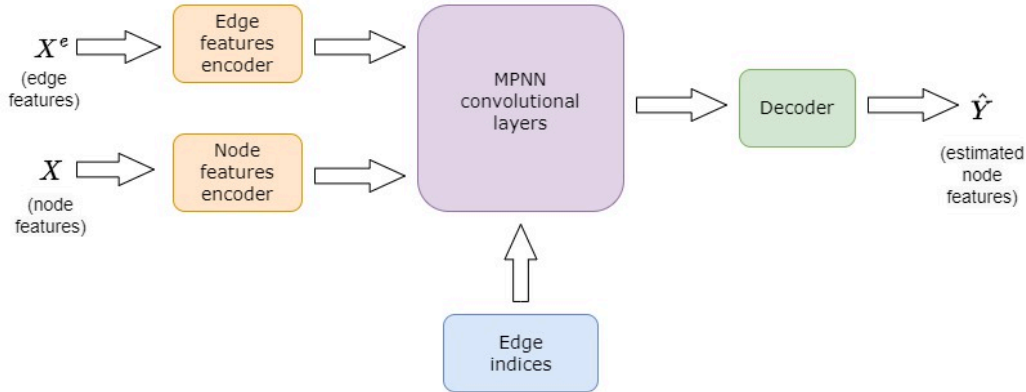 Xᵉ
(edge
features)
Edge
features
encoder
X
(node
features)
Node
features
encoder
MPNN
convolutional
layers
Edge
indices
Decoder
Ŷ
(estimated
node
features)